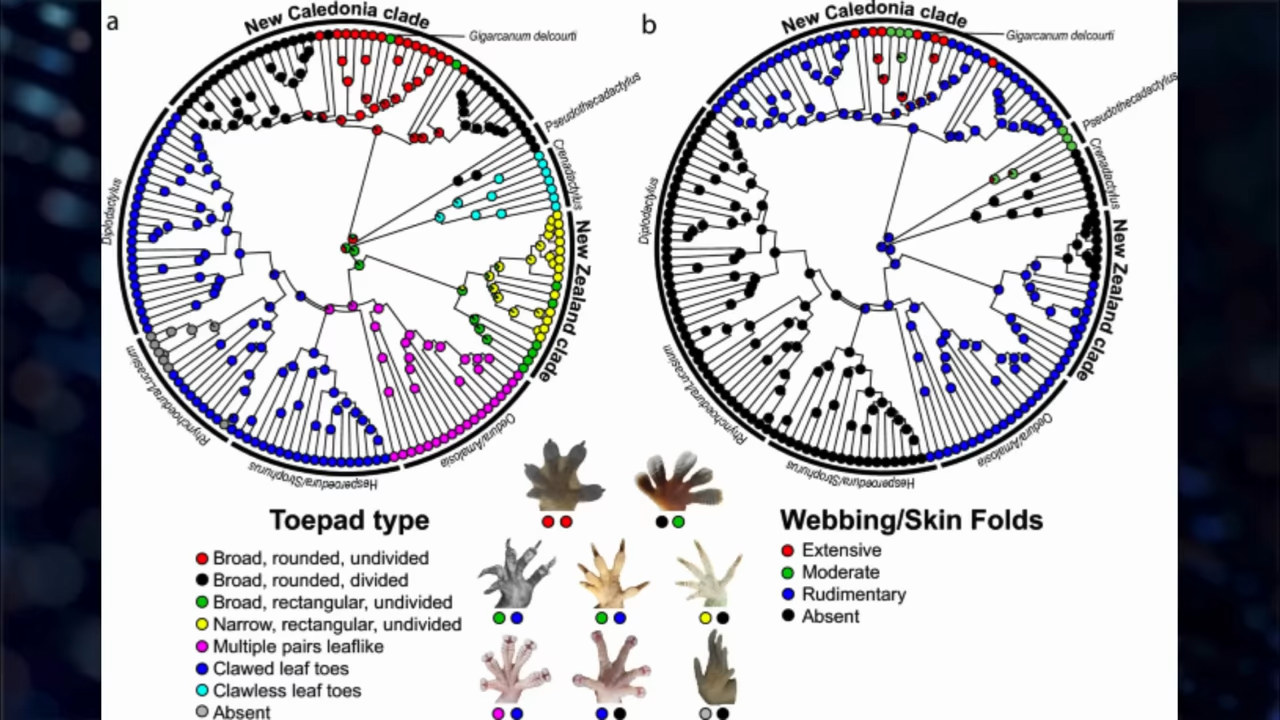 a
New Caledonia clade
Gigarcanum delcourti
Pseudothecadactylus
Crenadactylus
New Zealand clade
Oedura/Amalosia
Hesperoedura/Strophurus
Rhynchoedura/Lucasium
Diplodactylus
b
New Caledonia clade
Gigarcanum delcourti
Pseudothecadactylus
Crenadactylus
New Zealand clade
Oedura/Amalosia
Hesperoedura/Strophurus
Rhynchoedura/Lucasium
Diplodactylus
Toepad type
Broad, rounded, undivided
Broad, rounded, divided
Broad, rectangular, undivided
Narrow, rectangular, undivided
Multiple pairs leaflike
Clawed leaf toes
Clawless leaf toes
Absent
Webbing/Skin Folds
Extensive
Moderate
Rudimentary
Absent